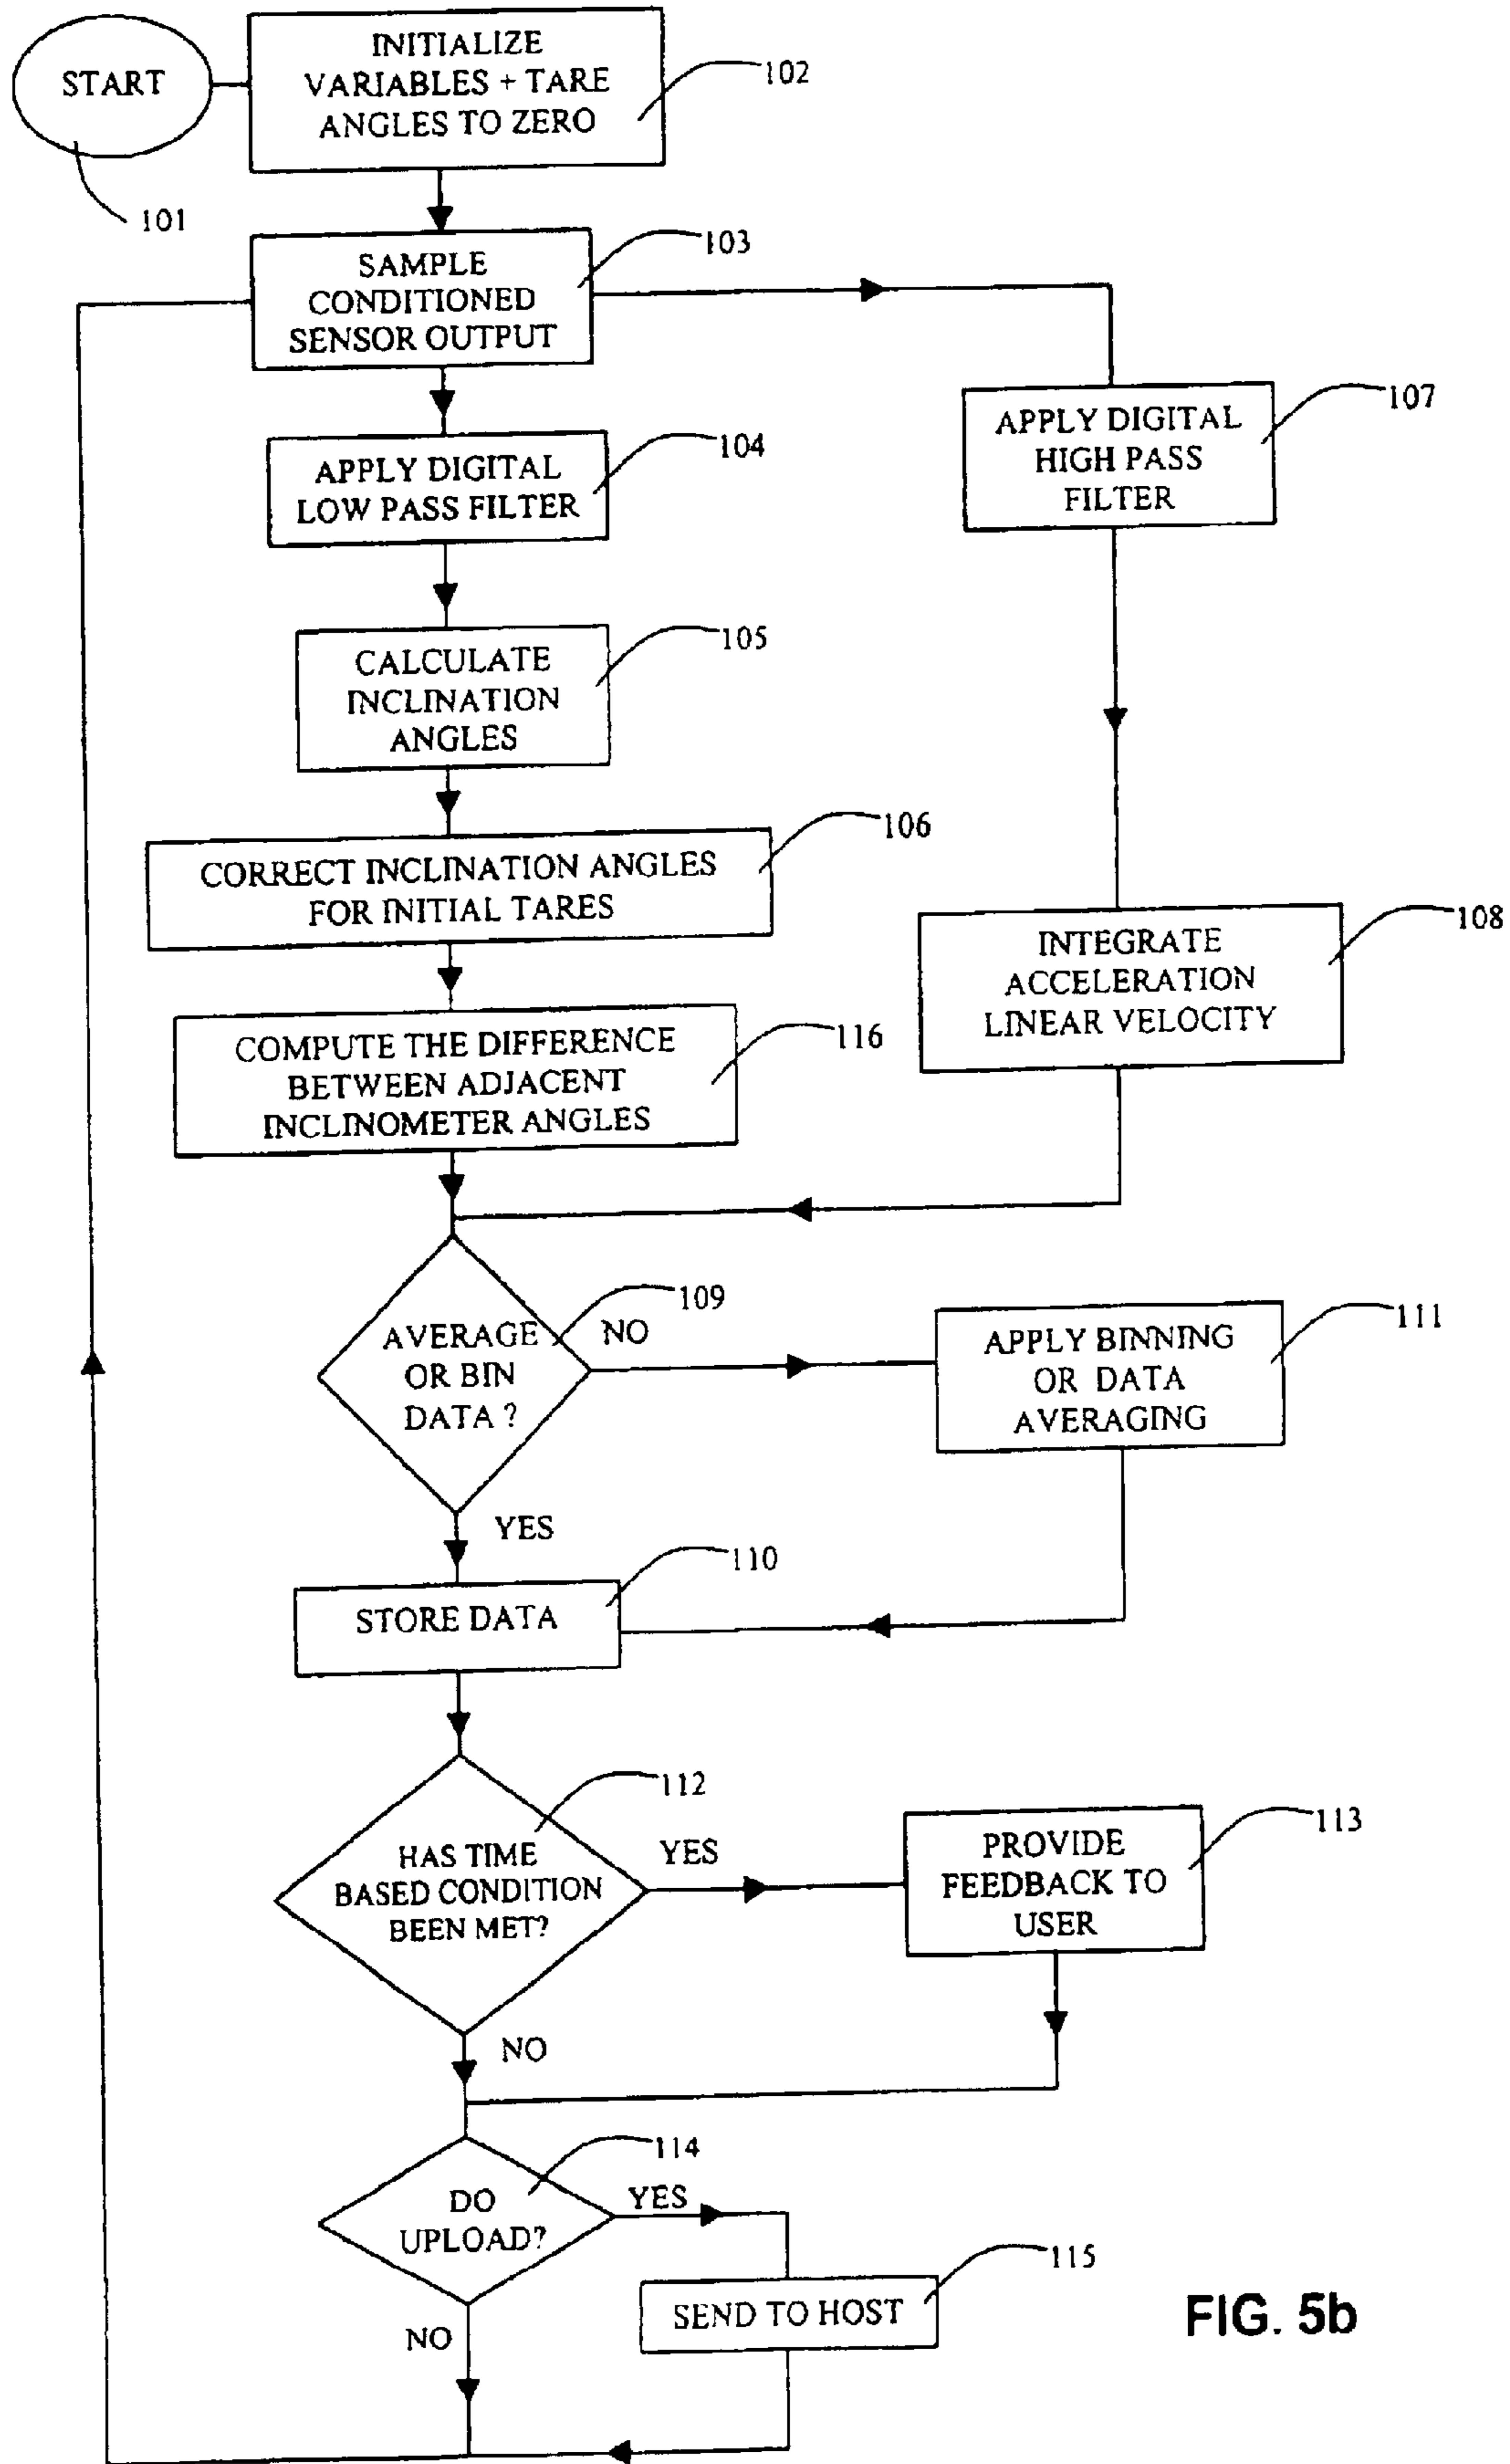 START
INITIALIZE
VARIABLES + TARE
ANGLES TO ZERO
102
101
SAMPLE
CONDITIONED
SENSOR OUTPUT
103
APPLY DIGITAL
LOW PASS FILTER
104
APPLY DIGITAL
HIGH PASS
FILTER
107
CALCULATE
INCLINATION
ANGLES
105
CORRECT INCLINATION ANGLES
FOR INITIAL TARES
106
INTEGRATE
ACCELERATION
LINEAR VELOCITY
108
COMPUTE THE DIFFERENCE
BETWEEN ADJACENT
INCLINOMETER ANGLES
116
AVERAGE
OR BIN
DATA ?
109
NO
APPLY BINNING
OR DATA
AVERAGING
111
YES
STORE DATA
110
HAS TIME
BASED CONDITION
BEEN MET?
112
YES
PROVIDE
FEEDBACK TO
USER
113
NO
DO
UPLOAD?
114
YES
SEND TO HOST
115
NO
FIG. 5b